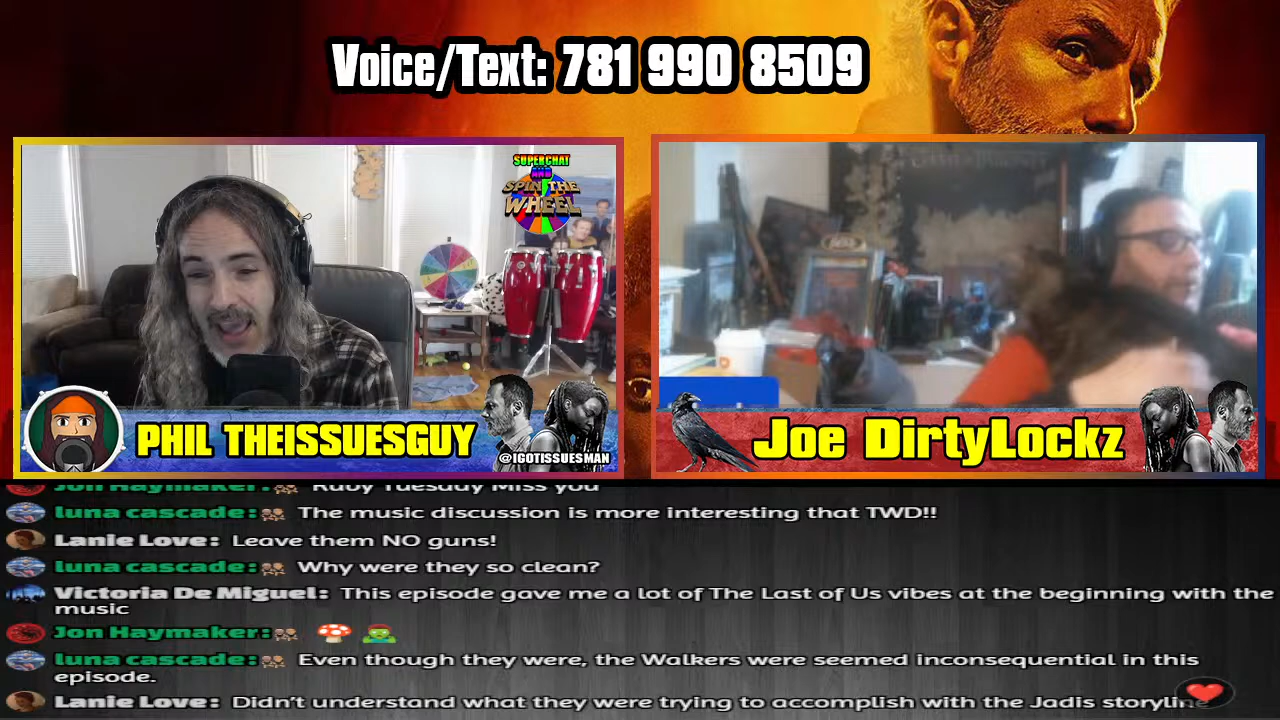 Voice/Text: 781 990 8509
SUPERCHAT
AND
SPIN THE
WHEEL
PHIL THEISSUESGUY
@IGOTISSUESMAN
Joe DirtyLockz
Jon Haymaker: Ruby Tuesday Miss you
luna cascade: The music discussion is more interesting that TWD!!
Lanie Love: Leave them NO guns!
luna cascade: Why were they so clean?
Victoria De Miguel: This episode gave me a lot of The Last of Us vibes at the beginning with the
music
Jon Haymaker: 🍄 🧟
luna cascade: Even though they were, the Walkers were seemed inconsequential in this
episode.
Lanie Love: Didn't understand what they were trying to accomplish with the Jadis storyline